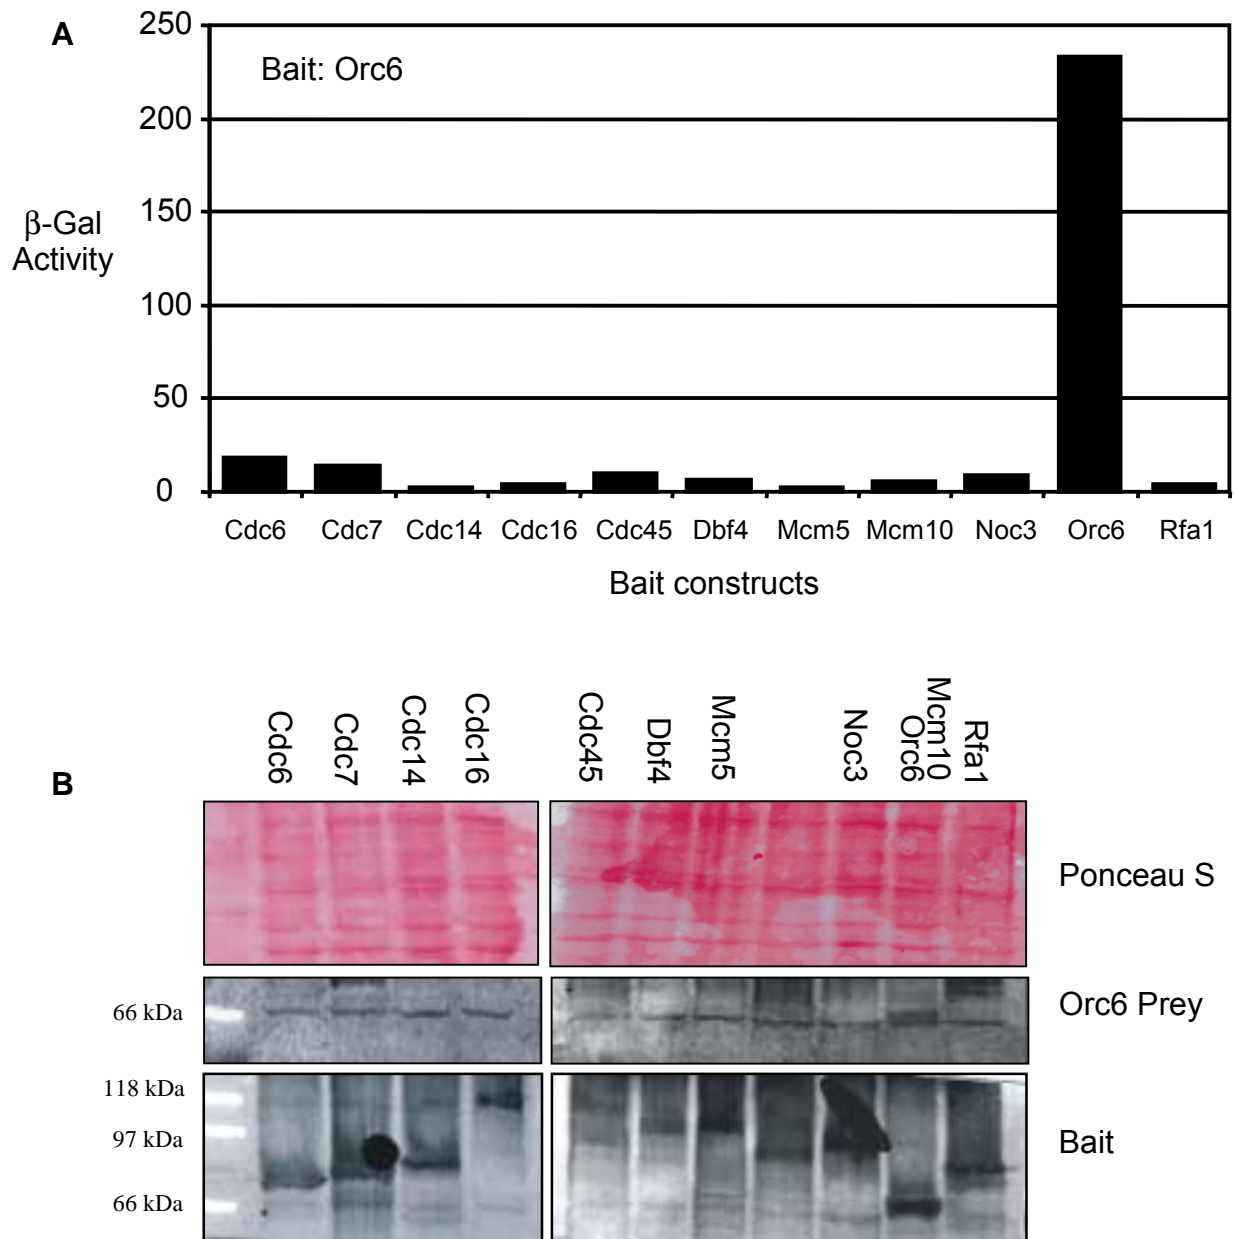 A
250
Bait: Orc6
200
150
β-Gal
Activity
100
50
0
Cdc6 Cdc7 Cdc14 Cdc16 Cdc45 Dbf4 Mcm5 Mcm10 Noc3 Orc6 Rfa1
Bait constructs
B
Cdc6
Cdc7
Cdc14
Cdc16
Cdc45
Dbf4
Mcm5
Noc3
Mcm10
Orc6
Rfa1
Ponceau S
66 kDa
Orc6 Prey
118 kDa
97 kDa
Bait
66 kDa